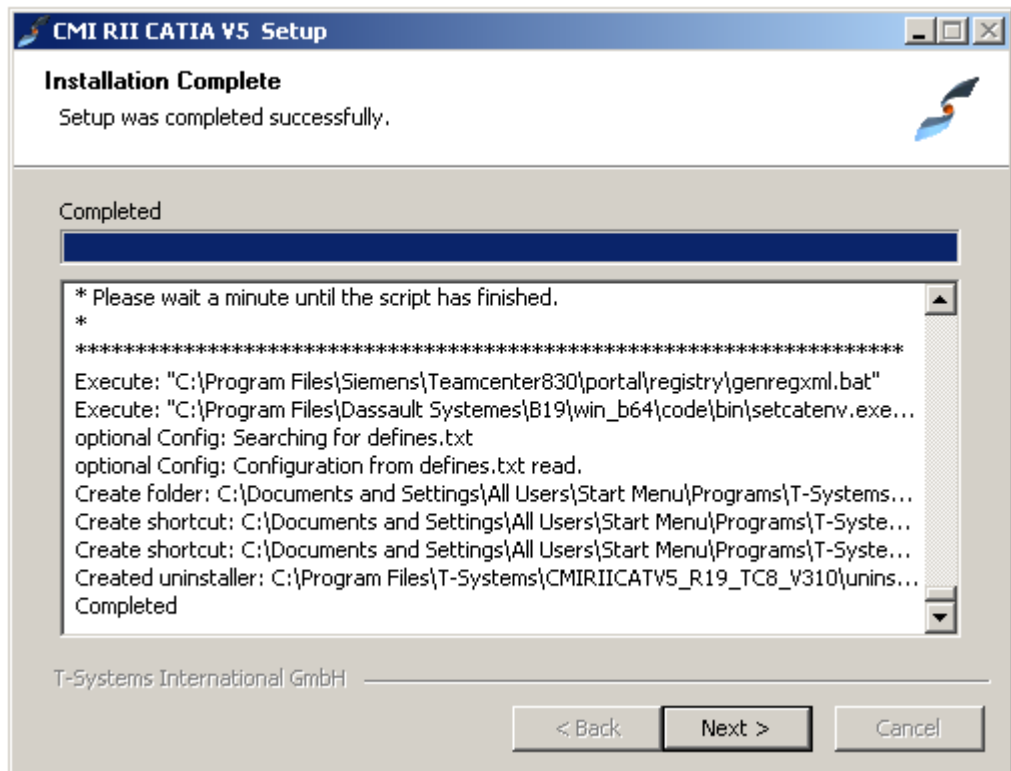 CMI RII CATIA V5 Setup
Installation Complete
Setup was completed successfully.
Completed
* Please wait a minute until the script has finished.
*
*********************************************************************
Execute: "C:\Program Files\Siemens\Teamcenter830\portal\registry\genregxml.bat"
Execute: "C:\Program Files\Dassault Systemes\B19\win_b64\code\bin\setcatenv.exe...
optional Config: Searching for defines.txt
optional Config: Configuration from defines.txt read.
Create folder: C:\Documents and Settings\All Users\Start Menu\Programs\T-Systems...
Create shortcut: C:\Documents and Settings\All Users\Start Menu\Programs\T-Syste...
Create shortcut: C:\Documents and Settings\All Users\Start Menu\Programs\T-Syste...
Created uninstaller: C:\Program Files\T-Systems\CMIRIICATV5_R19_TC8_V310\unins...
Completed
T-Systems International GmbH
< Back Next > Cancel